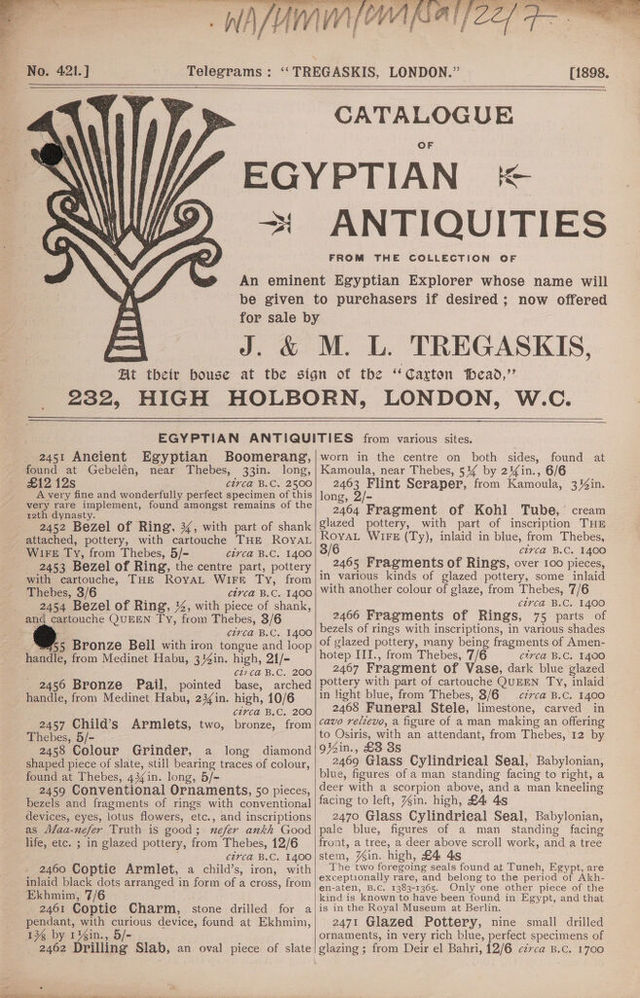 WA/HMM/CM/Sal/22/7
No. 421.] Telegrams: "TREGASKIS, LONDON." [1898.
CATALOGUE
OF
EGYPTIAN
ANTIQUITIES
FROM THE COLLECTION OF
An eminent Egyptian Explorer whose name will
be given to purchasers if desired; now offered
for sale by
J. & M. L. TREGASKIS,
At their house at the sign of the "Caxton Head,"
232, HIGH HOLBORN, LONDON, W.C.
EGYPTIAN ANTIQUITIES from various sites.
2451 Ancient Egyptian Boomerang,
found at Gebelên, near Thebes, 33in. long,
£12 12s circa B.C. 2500
A very fine and wonderfully perfect specimen of this
very rare implement, found amongst remains of the
12th dynasty.
2452 Bezel of Ring, ¾, with part of shank
attached, pottery, with cartouche THE ROYAL
WIFE TY, from Thebes, 5/- circa B.C. 1400
2453 Bezel of Ring, the centre part, pottery
with cartouche, THE ROYAL WIFE TY, from
Thebes, 3/6 circa B.C. 1400
2454 Bezel of Ring, ½, with piece of shank,
and cartouche QUEEN TY, from Thebes, 3/6
circa B.C. 1400
55 Bronze Bell with iron tongue and loop
handle, from Medinet Habu, 3½in. high, 21/-
circa B.C. 200
2456 Bronze Pail, pointed base, arched
handle, from Medinet Habu, 2¾in. high, 10/6
circa B.C. 200
2457 Child's Armlets, two, bronze, from
Thebes, 5/-
2458 Colour Grinder, a long diamond
shaped piece of slate, still bearing traces of colour,
found at Thebes, 4¾in. long, 5/-
2459 Conventional Ornaments, 50 pieces,
bezels and fragments of rings with conventional
devices, eyes, lotus flowers, etc., and inscriptions
as Maa-nefer Truth is good; nefer ankh Good
life, etc.; in glazed pottery, from Thebes, 12/6
circa B.C. 1400
2460 Coptic Armlet, a child's, iron, with
inlaid black dots arranged in form of a cross, from
Ekhmim, 7/6
2461 Coptic Charm, stone drilled for a
pendant, with curious device, found at Ekhmim,
1⅜ by 1⅛in., 5/-
2462 Drilling Slab, an oval piece of slate
worn in the centre on both sides, found at
Kamoula, near Thebes, 5¼ by 2¼in., 6/6
2463 Flint Scraper, from Kamoula, 3½in.
long, 2/-
2464 Fragment of Kohl Tube, cream
glazed pottery, with part of inscription THE
ROYAL WIFE (Ty), inlaid in blue, from Thebes,
3/6 circa B.C. 1400
2465 Fragments of Rings, over 100 pieces,
in various kinds of glazed pottery, some inlaid
with another colour of glaze, from Thebes, 7/6
circa B.C. 1400
2466 Fragments of Rings, 75 parts of
bezels of rings with inscriptions, in various shades
of glazed pottery, many being fragments of Amen-
hotep III., from Thebes, 7/6 circa B.C. 1400
2467 Fragment of Vase, dark blue glazed
pottery with part of cartouche QUEEN TY, inlaid
in light blue, from Thebes, 3/6 circa B.C. 1400
2468 Funeral Stele, limestone, carved in
cavo relievo, a figure of a man making an offering
to Osiris, with an attendant, from Thebes, 12 by
9½in., £3 3s
2469 Glass Cylindrical Seal, Babylonian,
blue, figures of a man standing facing to right, a
deer with a scorpion above, and a man kneeling
facing to left, ⅞in. high, £4 4s
2470 Glass Cylindrical Seal, Babylonian,
pale blue, figures of a man standing facing
front, a tree, a deer above scroll work, and a tree
stem, ⅞in. high, £4 4s
The two foregoing seals found at Tuneh, Egypt, are
exceptionally rare, and belong to the period of Akh-
en-aten, B.C. 1383-1365. Only one other piece of the
kind is known to have been found in Egypt, and that
is in the Royal Museum at Berlin.
2471 Glazed Pottery, nine small drilled
ornaments, in very rich blue, perfect specimens of
glazing; from Deir el Bahri, 12/6 circa B.C. 1700